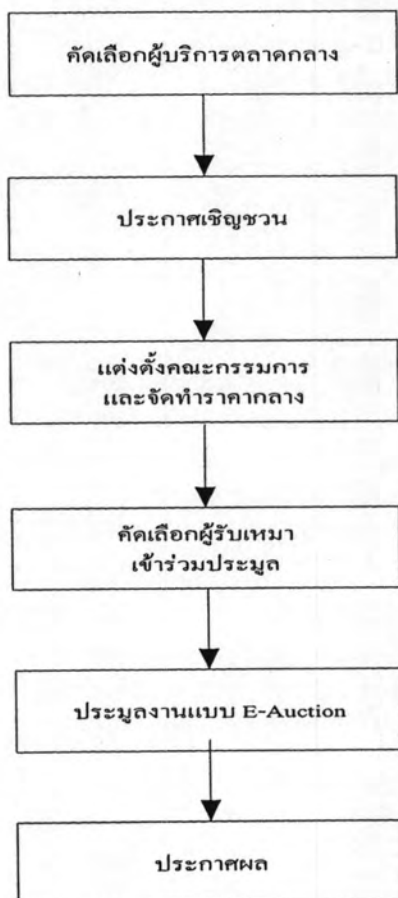 คัดเลือกผู้บริการตลาดกลาง
ประกาศเชิญชวน
แต่งตั้งคณะกรรมการ
และจัดทำราคากลาง
คัดเลือกผู้รับเหมา
เข้าร่วมประมูล
ประมูลงานแบบ E-Auction
ประกาศผล